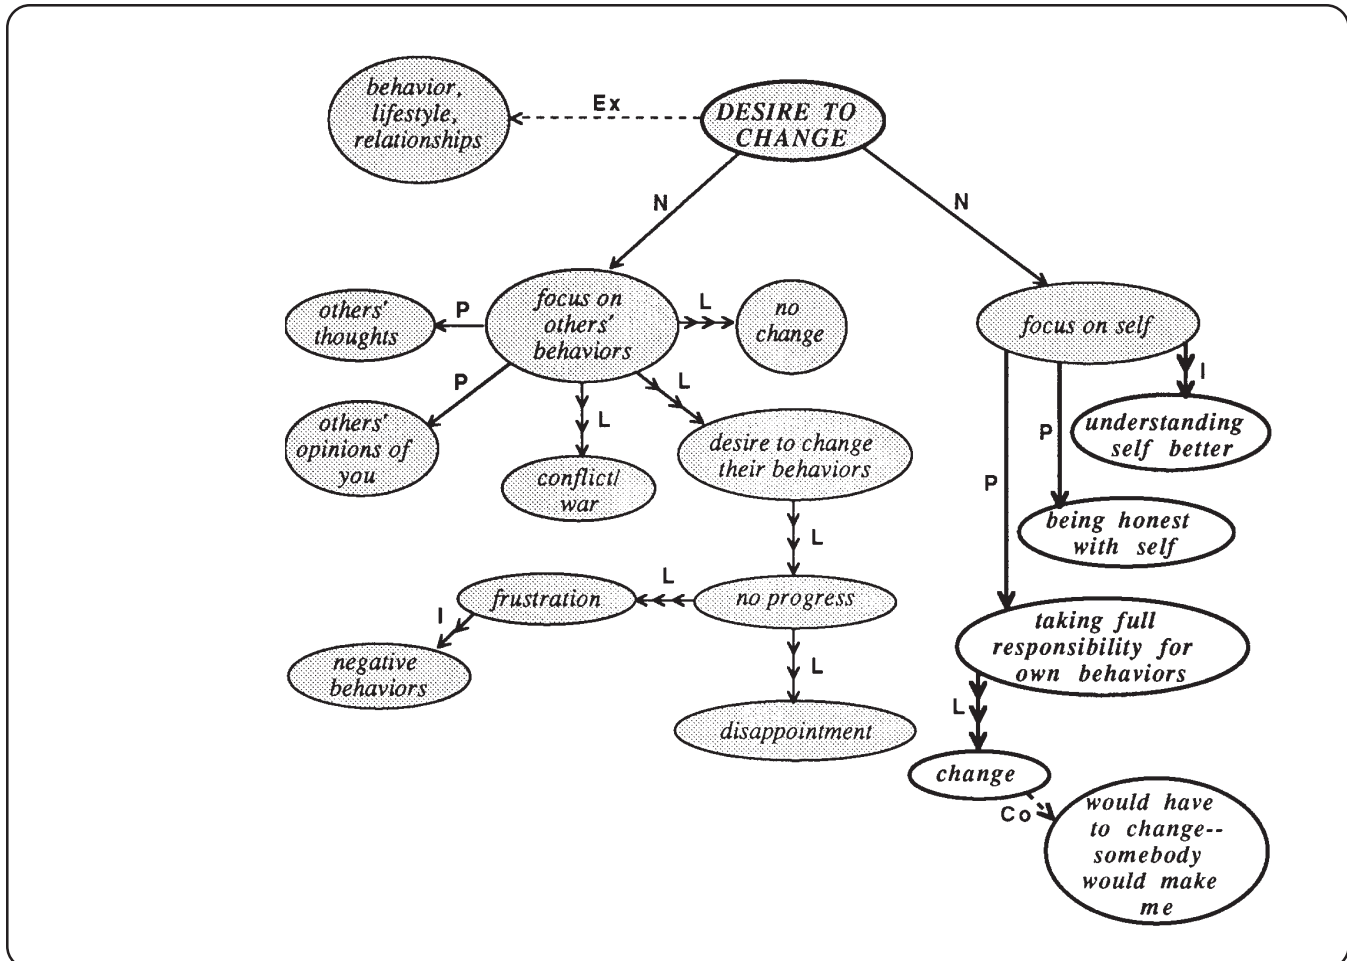 behavior,
lifestyle,
relationships
Ex
DESIRE TO
CHANGE
N
N
others'
thoughts
P
focus on
others'
behaviors
L
no
change
focus on self
P
others'
opinions of
you
L
conflict/
war
L
desire to change
their behaviors
I
understanding
self better
P
being honest
with self
P
taking full
responsibility for
own behaviors
L
no progress
L
frustration
I
negative
behaviors
L
disappointment
L
change
Co
would have
to change--
somebody
would make
me